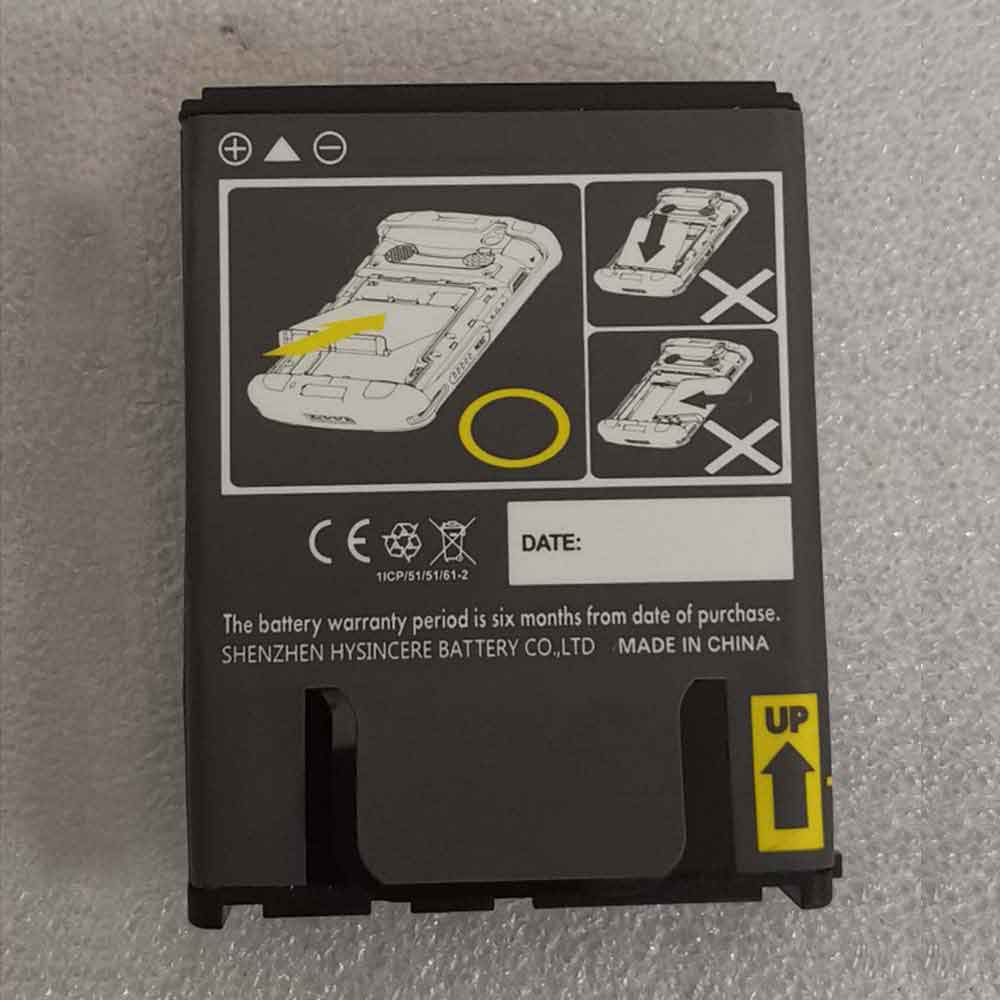 CE
1ICP/51/51/61-2
DATE:
The battery warranty period is six months from date of purchase.
SHENZHEN HYSINCERE BATTERY CO.,LTD MADE IN CHINA
UP